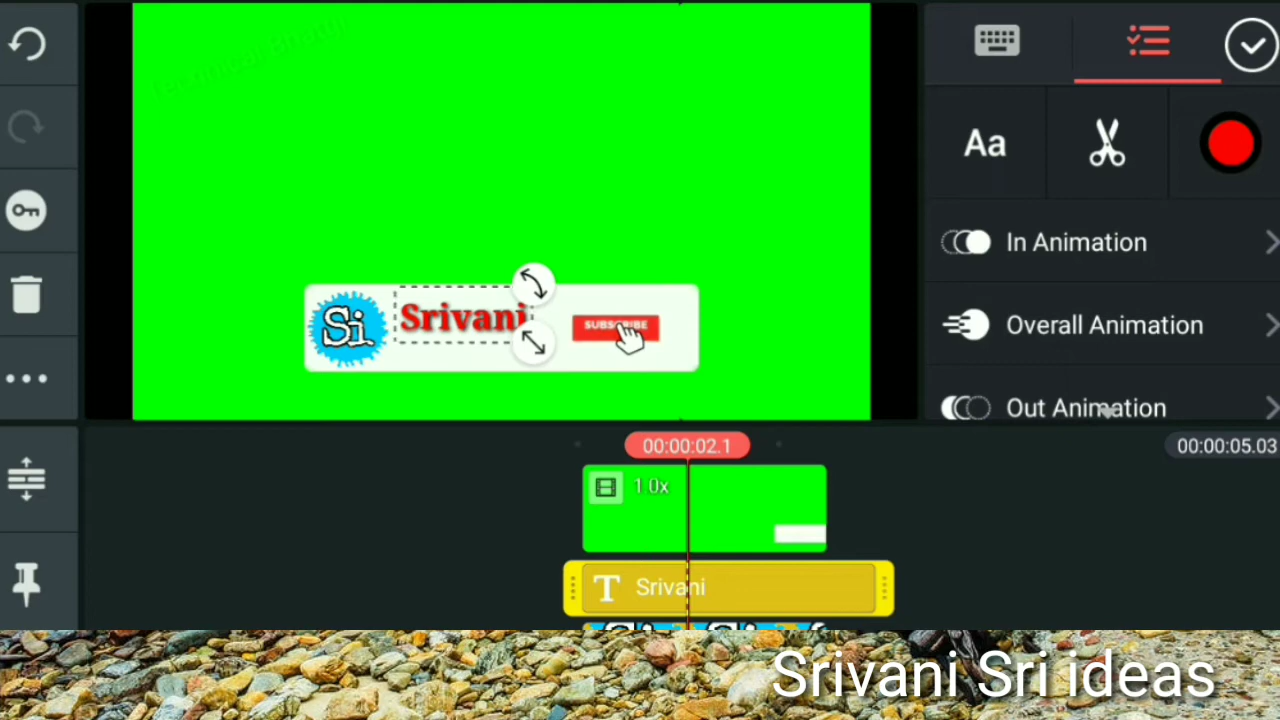 Aa
In Animation
Si
Srivani
SUBSCRIBE
Overall Animation
Out Animation
00:00:02.1
00:00:05.03
1.0x
T Srivani
Srivani Sri ideas